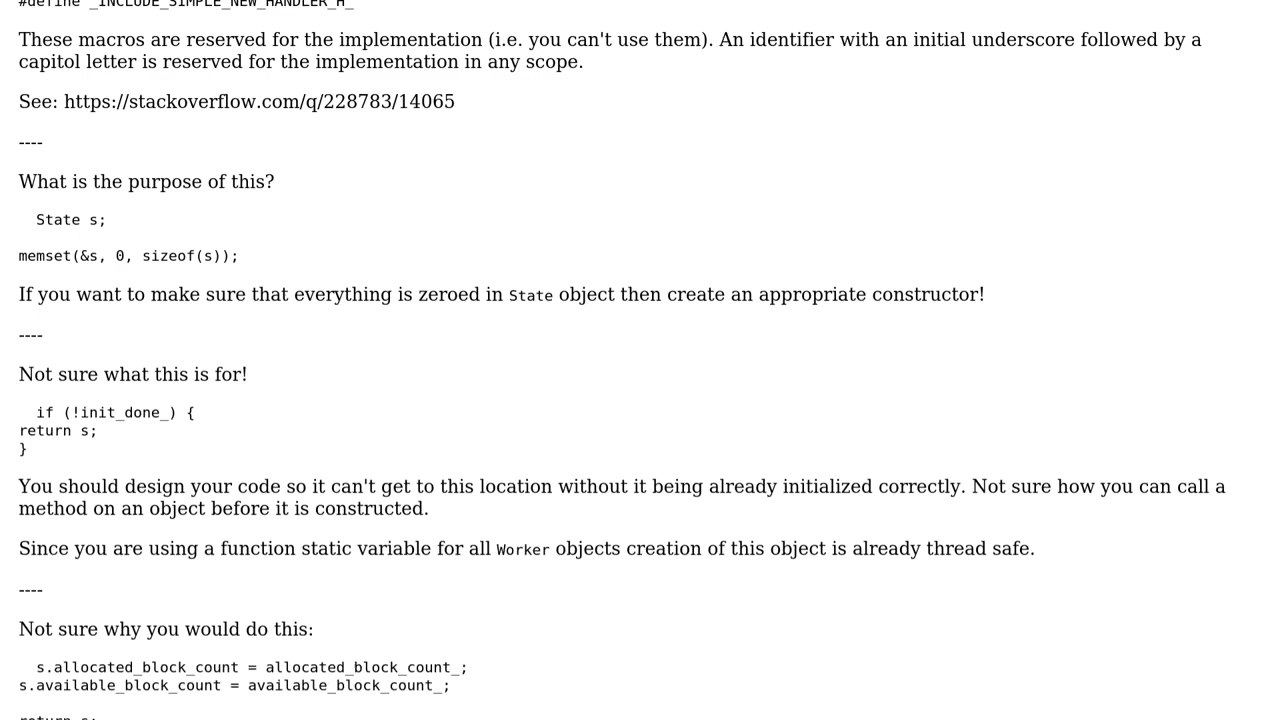 #define _INCLUDE_SIMPLE_NEW_HANDLER_H_
These macros are reserved for the implementation (i.e. you can't use them). An identifier with an initial underscore followed by a
capitol letter is reserved for the implementation in any scope.
See: https://stackoverflow.com/q/228783/14065
----
What is the purpose of this?
State s;
memset(&s, 0, sizeof(s));
If you want to make sure that everything is zeroed in State object then create an appropriate constructor!
----
Not sure what this is for!
if (!init_done_) {
return s;
}
You should design your code so it can't get to this location without it being already initialized correctly. Not sure how you can call a
method on an object before it is constructed.
Since you are using a function static variable for all Worker objects creation of this object is already thread safe.
----
Not sure why you would do this:
s.allocated_block_count = allocated_block_count_;
s.available_block_count = available_block_count_;
return s;